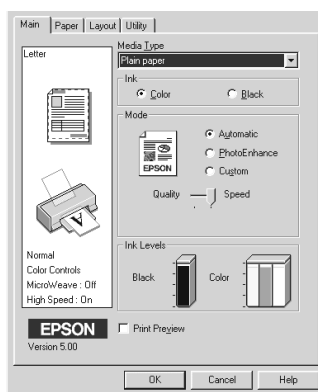 Main Paper Layout Utility
Letter
Media Type
Plain paper
Ink
Color Black
Mode
EPSON
Automatic
PhotoEnhance
Custom
Quality Speed
Normal
Color Controls
MicroWeave : Off
High Speed : On
Ink Levels
Black Color
EPSON
Version 5.00
Print Preview
OK Cancel Help